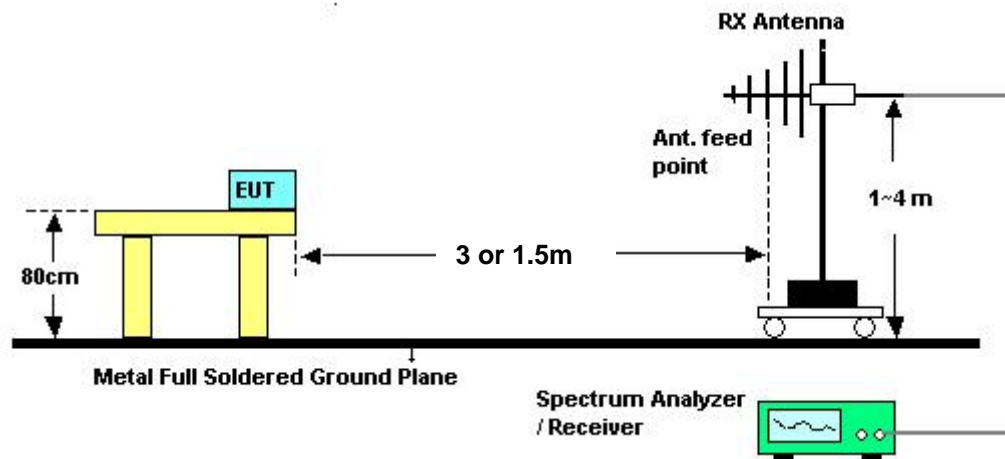 RX Antenna
Ant. feed
point
EUT
1~4 m
3 or 1.5m
80cm
Metal Full Soldered Ground Plane
Spectrum Analyzer
/ Receiver